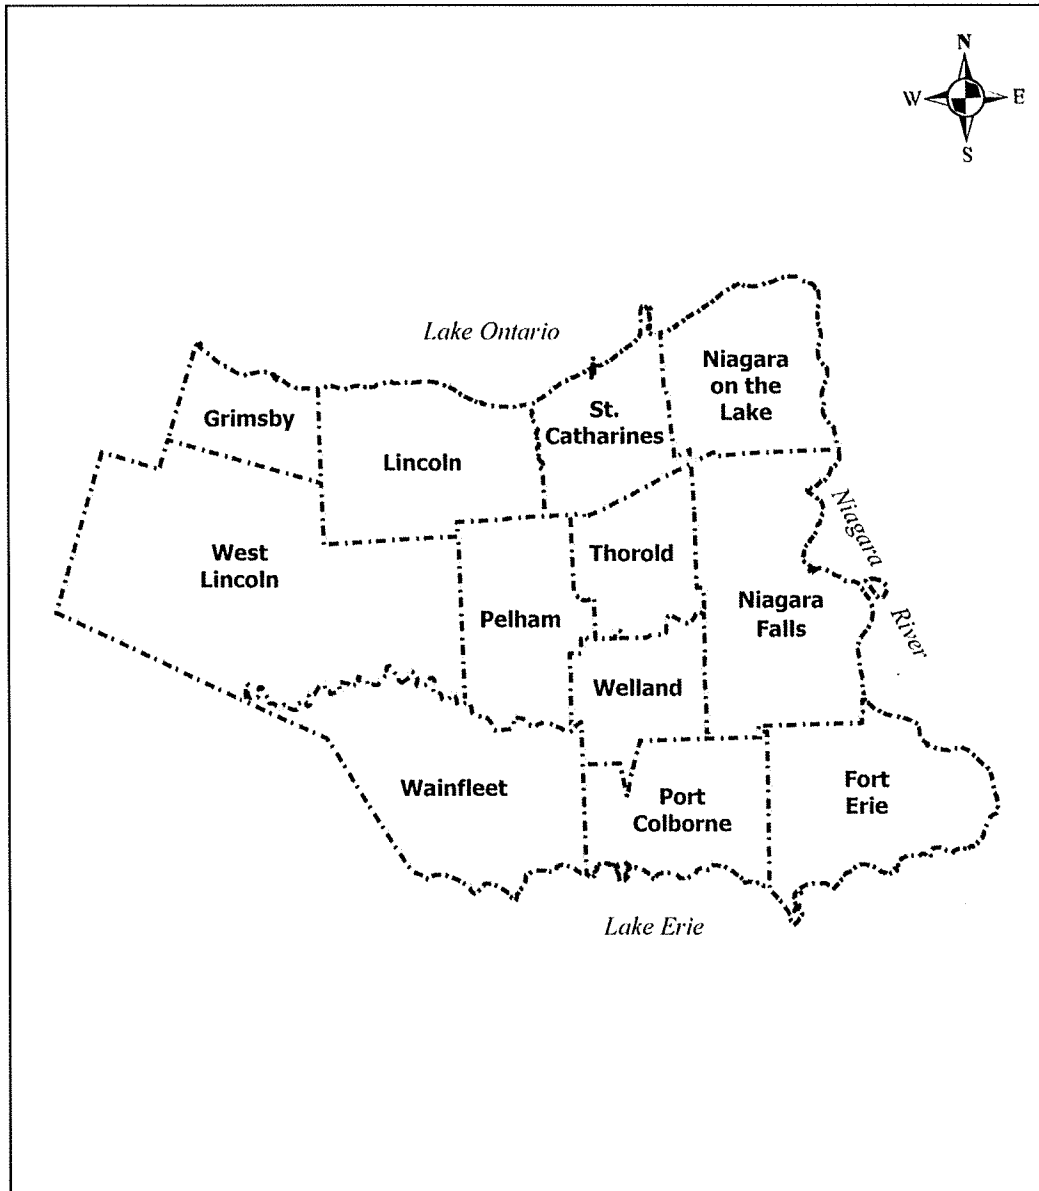 N
W E
S
Lake Ontario
Niagara
on the
Lake
Grimsby
St.
Catharines
Lincoln
Niagara
River
West
Lincoln
Thorold
Pelham
Niagara
Falls
Welland
Wainfleet
Port
Colborne
Fort
Erie
Lake Erie